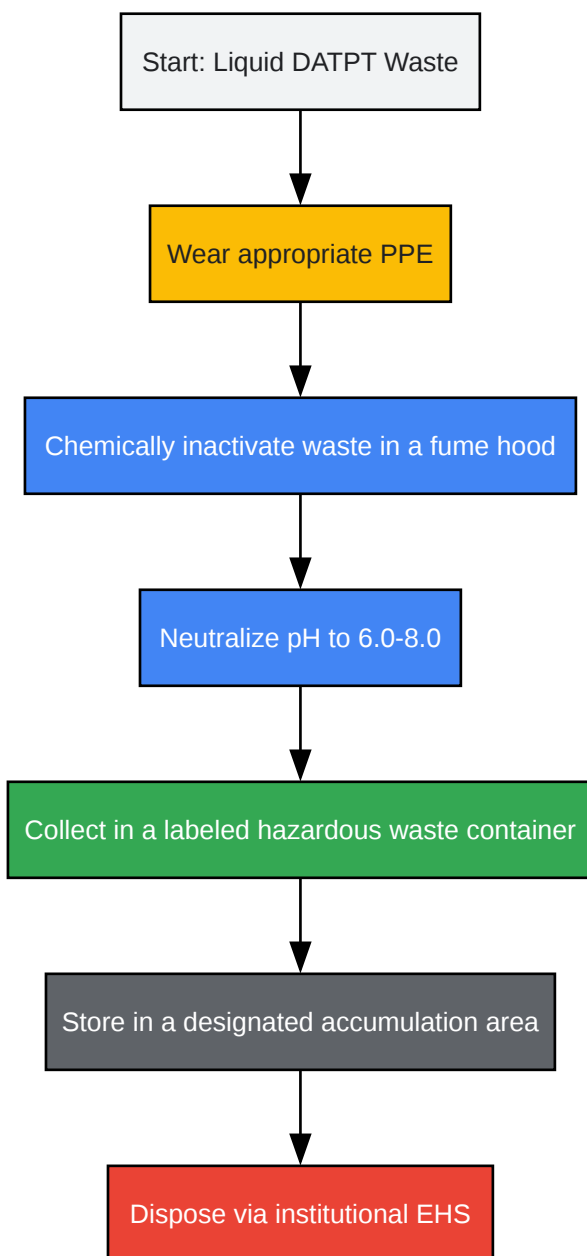 Start: Liquid DATPT Waste
Wear appropriate PPE
Chemically inactivate waste in a fume hood
Neutralize pH to 6.0-8.0
Collect in a labeled hazardous waste container
Store in a designated accumulation area
Dispose via institutional EHS